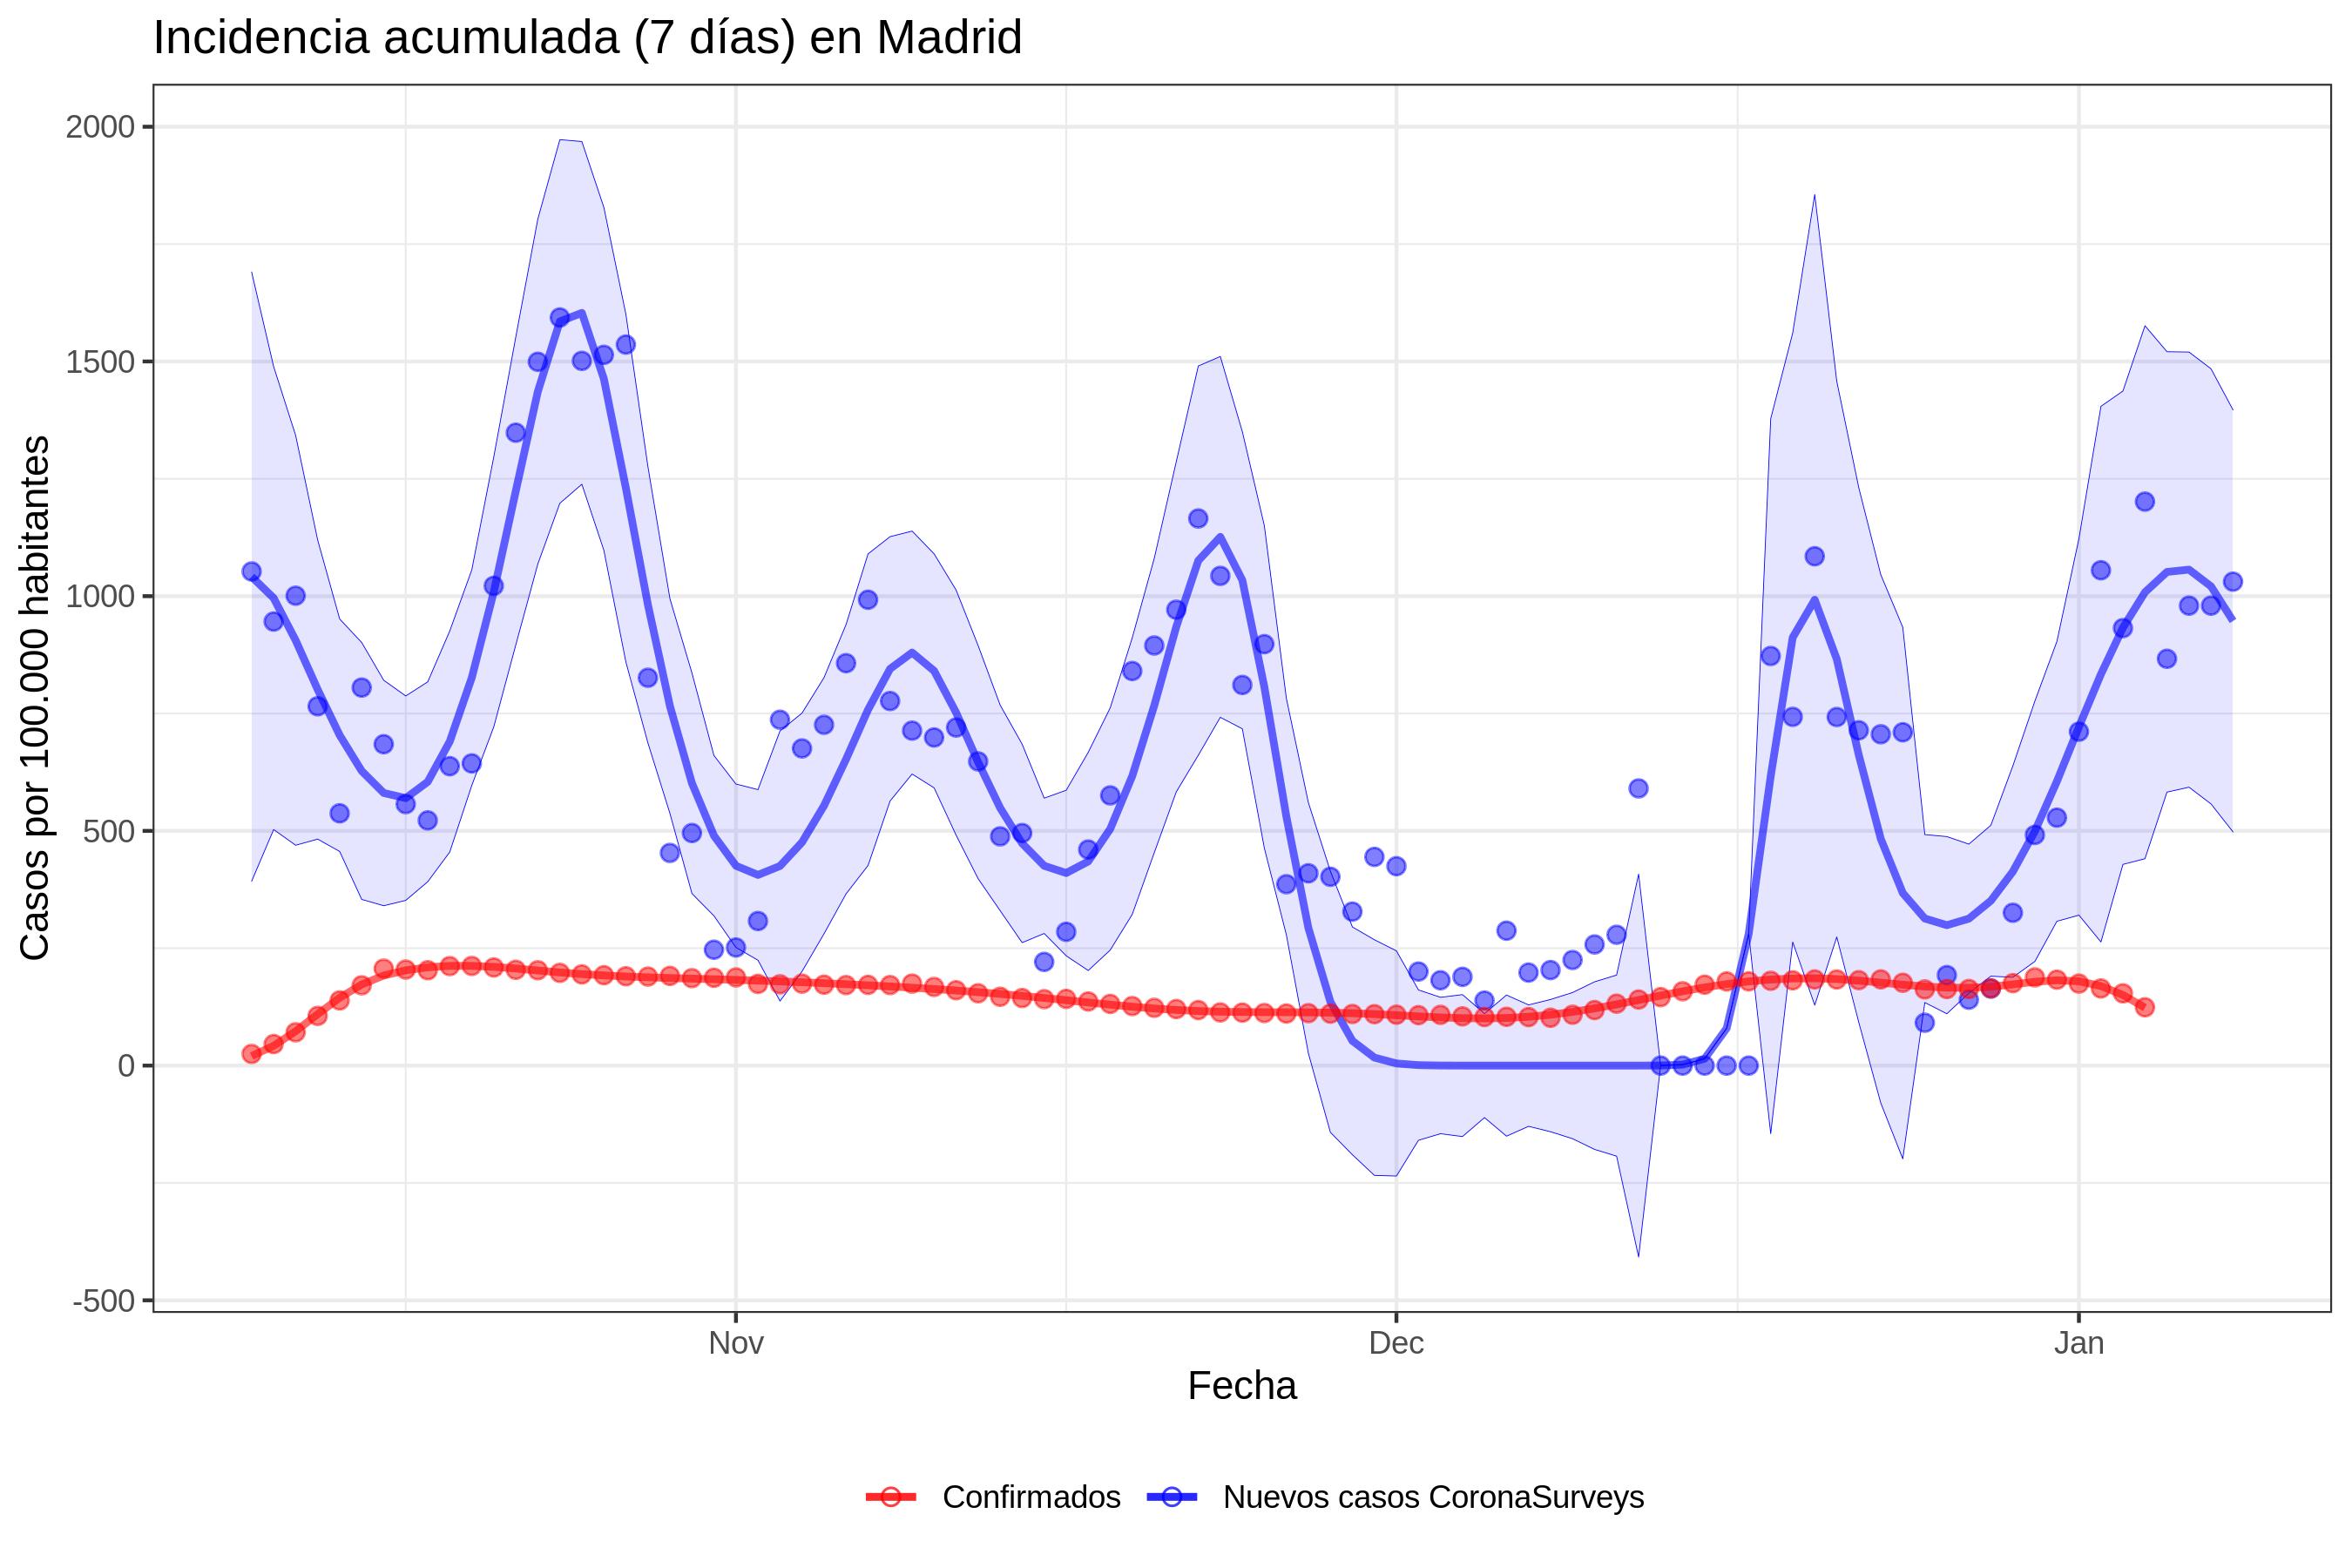 Incidencia acumulada (7 días) en Madrid
Casos por 100.000 habitantes
2000
1500
1000
500
0
-500
Nov Dec Jan
Fecha
Confirmados Nuevos casos CoronaSurveys